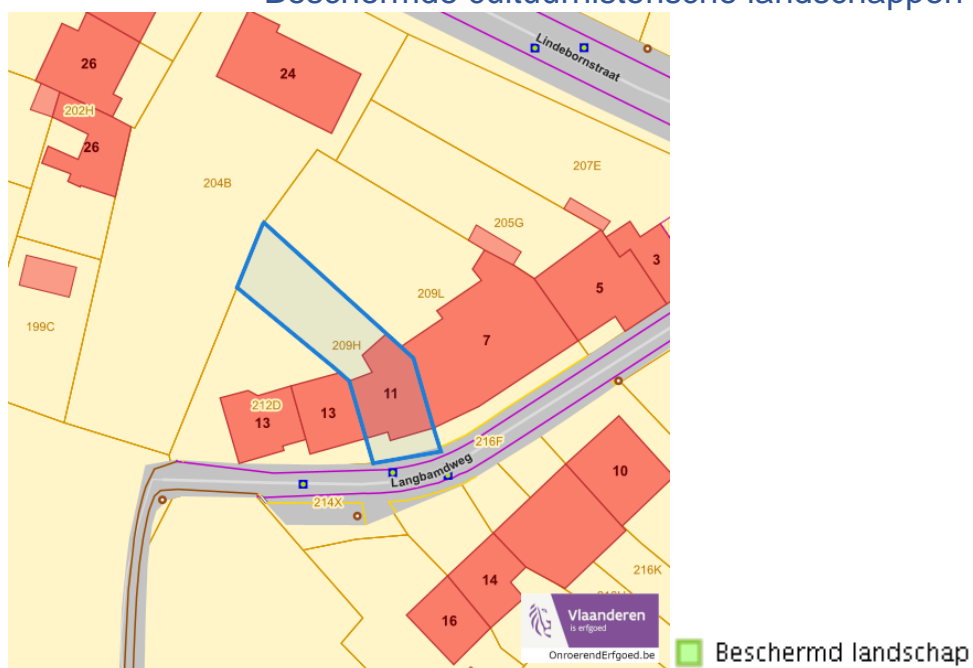 Beschermde cultuurhistorische landschappen
Lindebornstraat
26
24
202H
26
207E
204B
205G
3
5
209L
199C
7
209H
11
212D
13
13
216F
Langbamdweg
10
214X
216K
14
16
Vlaanderen
is erfgoed
OnroerendErfgoed.be
Beschermd landschap